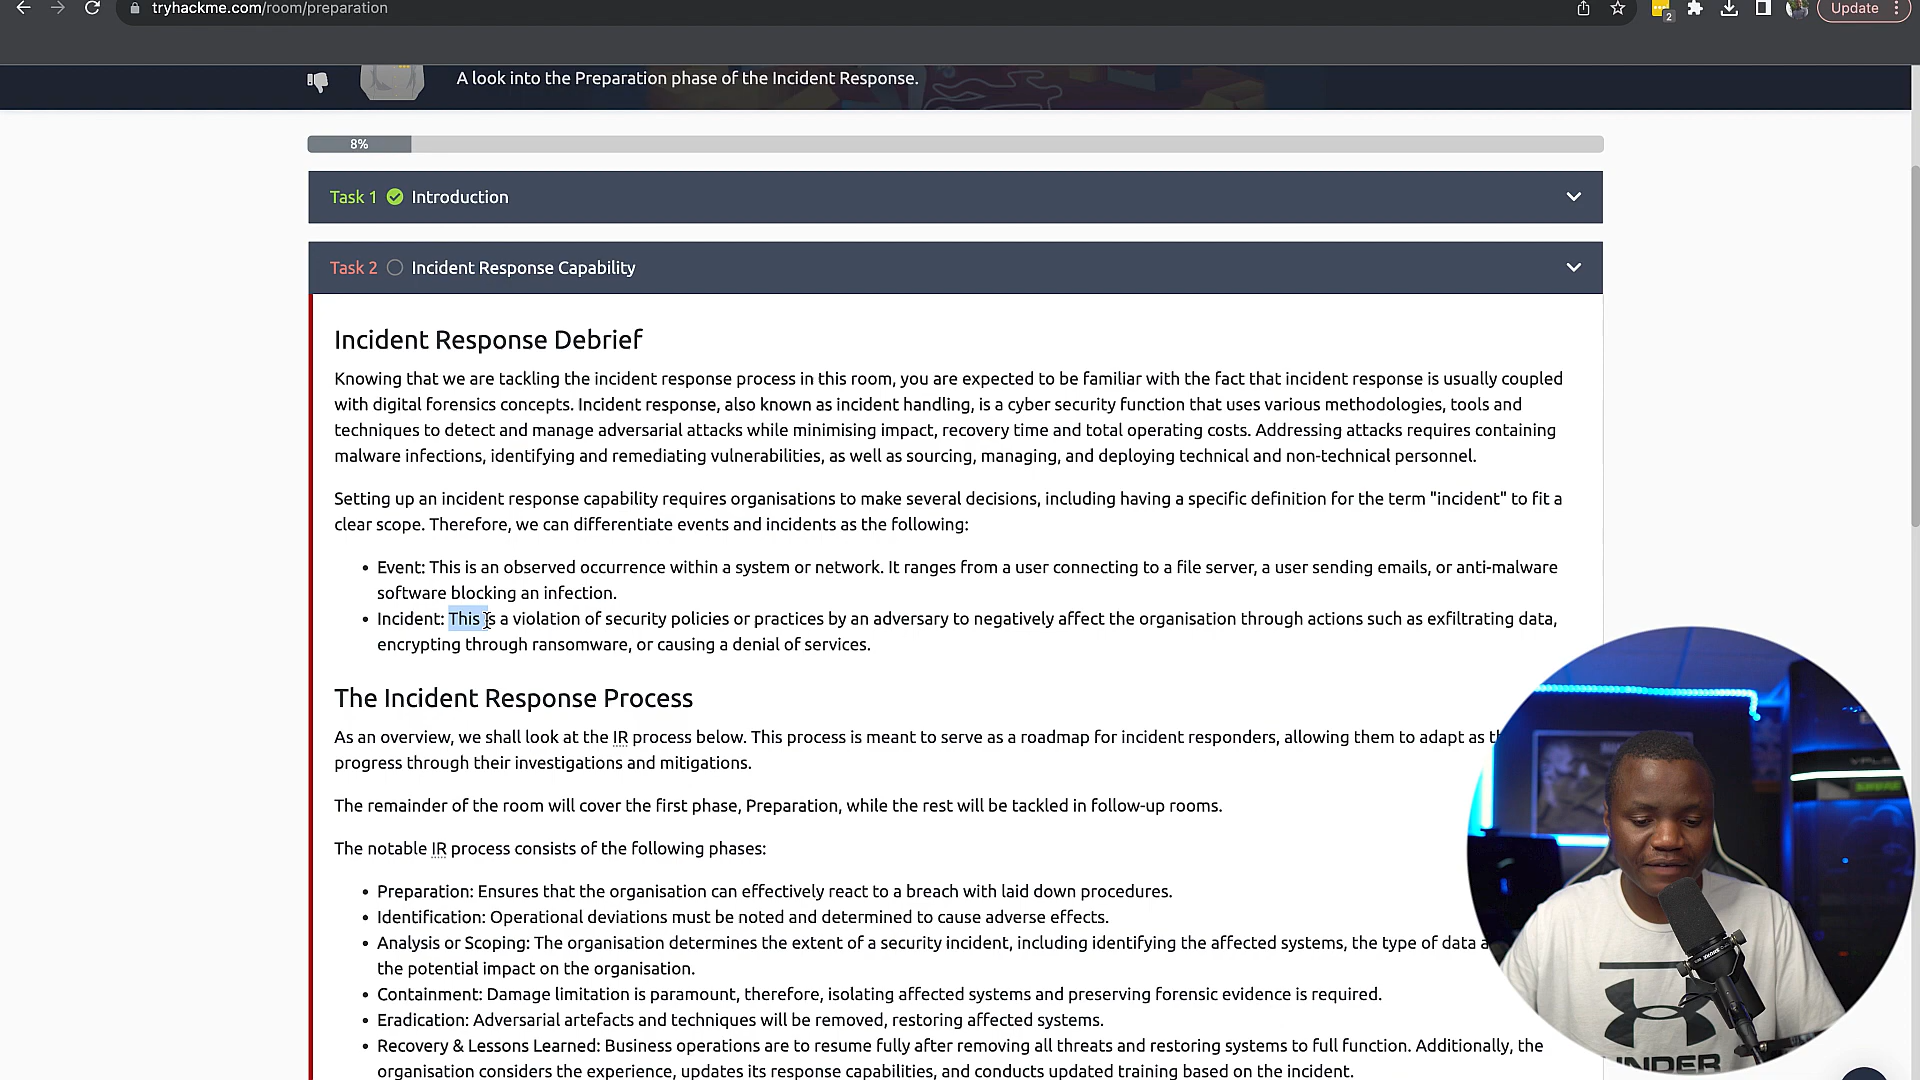 tryhackme.com/room/preparation
2
Update
A look into the Preparation phase of the Incident Response.
8%
Task 1 Introduction
Task 2 Incident Response Capability
Incident Response Debrief
Knowing that we are tackling the incident response process in this room, you are expected to be familiar with the fact that incident response is usually coupled
with digital forensics concepts. Incident response, also known as incident handling, is a cyber security function that uses various methodologies, tools and
techniques to detect and manage adversarial attacks while minimising impact, recovery time and total operating costs. Addressing attacks requires containing
malware infections, identifying and remediating vulnerabilities, as well as sourcing, managing, and deploying technical and non-technical personnel.
Setting up an incident response capability requires organisations to make several decisions, including having a specific definition for the term "incident" to fit a
clear scope. Therefore, we can differentiate events and incidents as the following:
• Event: This is an observed occurrence within a system or network. It ranges from a user connecting to a file server, a user sending emails, or anti-malware
software blocking an infection.
• Incident: This is a violation of security policies or practices by an adversary to negatively affect the organisation through actions such as exfiltrating data,
encrypting through ransomware, or causing a denial of services.
The Incident Response Process
As an overview, we shall look at the IR process below. This process is meant to serve as a roadmap for incident responders, allowing them to adapt as
progress through their investigations and mitigations.
The remainder of the room will cover the first phase, Preparation, while the rest will be tackled in follow-up rooms.
The notable IR process consists of the following phases:
• Preparation: Ensures that the organisation can effectively react to a breach with laid down procedures.
• Identification: Operational deviations must be noted and determined to cause adverse effects.
• Analysis or Scoping: The organisation determines the extent of a security incident, including identifying the affected systems, the type of data
the potential impact on the organisation.
• Containment: Damage limitation is paramount, therefore, isolating affected systems and preserving forensic evidence is required.
• Eradication: Adversarial artefacts and techniques will be removed, restoring affected systems.
• Recovery & Lessons Learned: Business operations are to resume fully after removing all threats and restoring systems to full function. Additionally, the
organisation considers the experience, updates its response capabilities, and conducts updated training based on the incident.
UNDER